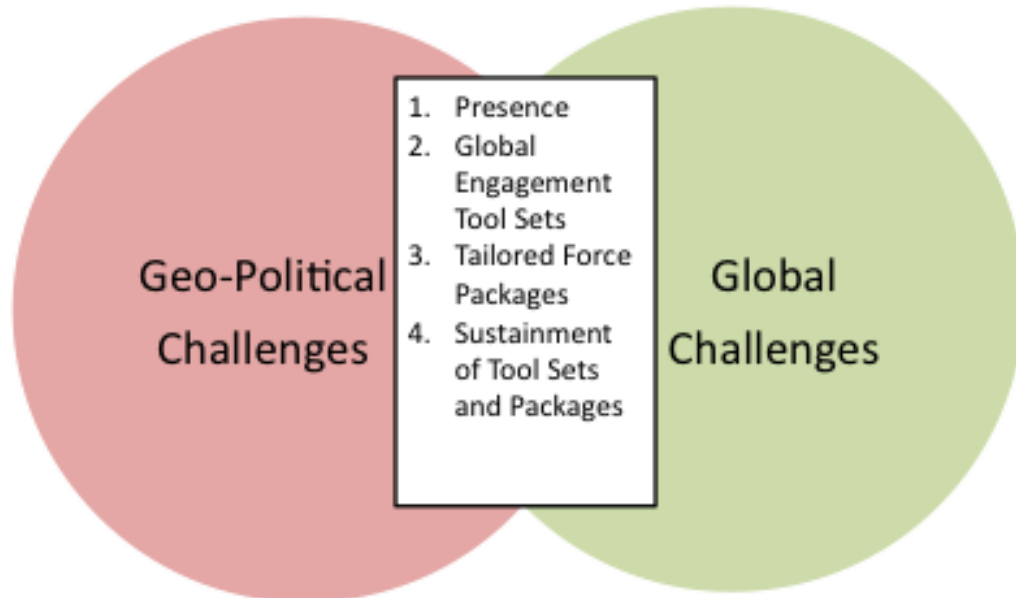 Geo-Political
Challenges
1. Presence
2. Global
Engagement
Tool Sets
3. Tailored Force
Packages
4. Sustainment
of Tool Sets
and Packages
Global
Challenges